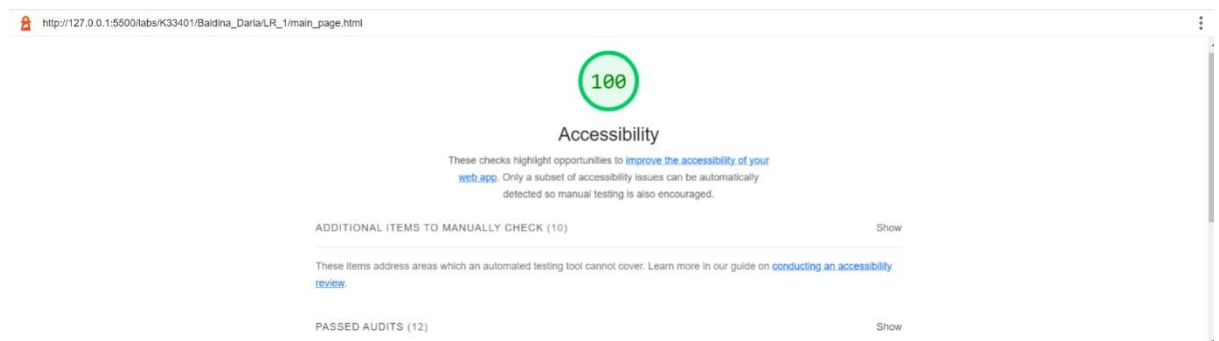 http://127.0.0.1:5500/labs/K33401/Baldina_Daria/LR_1/main_page.html
100
Accessibility
These checks highlight opportunities to improve the accessibility of your
web app. Only a subset of accessibility issues can be automatically
detected so manual testing is also encouraged.
ADDITIONAL ITEMS TO MANUALLY CHECK (10) Show
These items address areas which an automated testing tool cannot cover. Learn more in our guide on conducting an accessibility
review.
PASSED AUDITS (12) Show